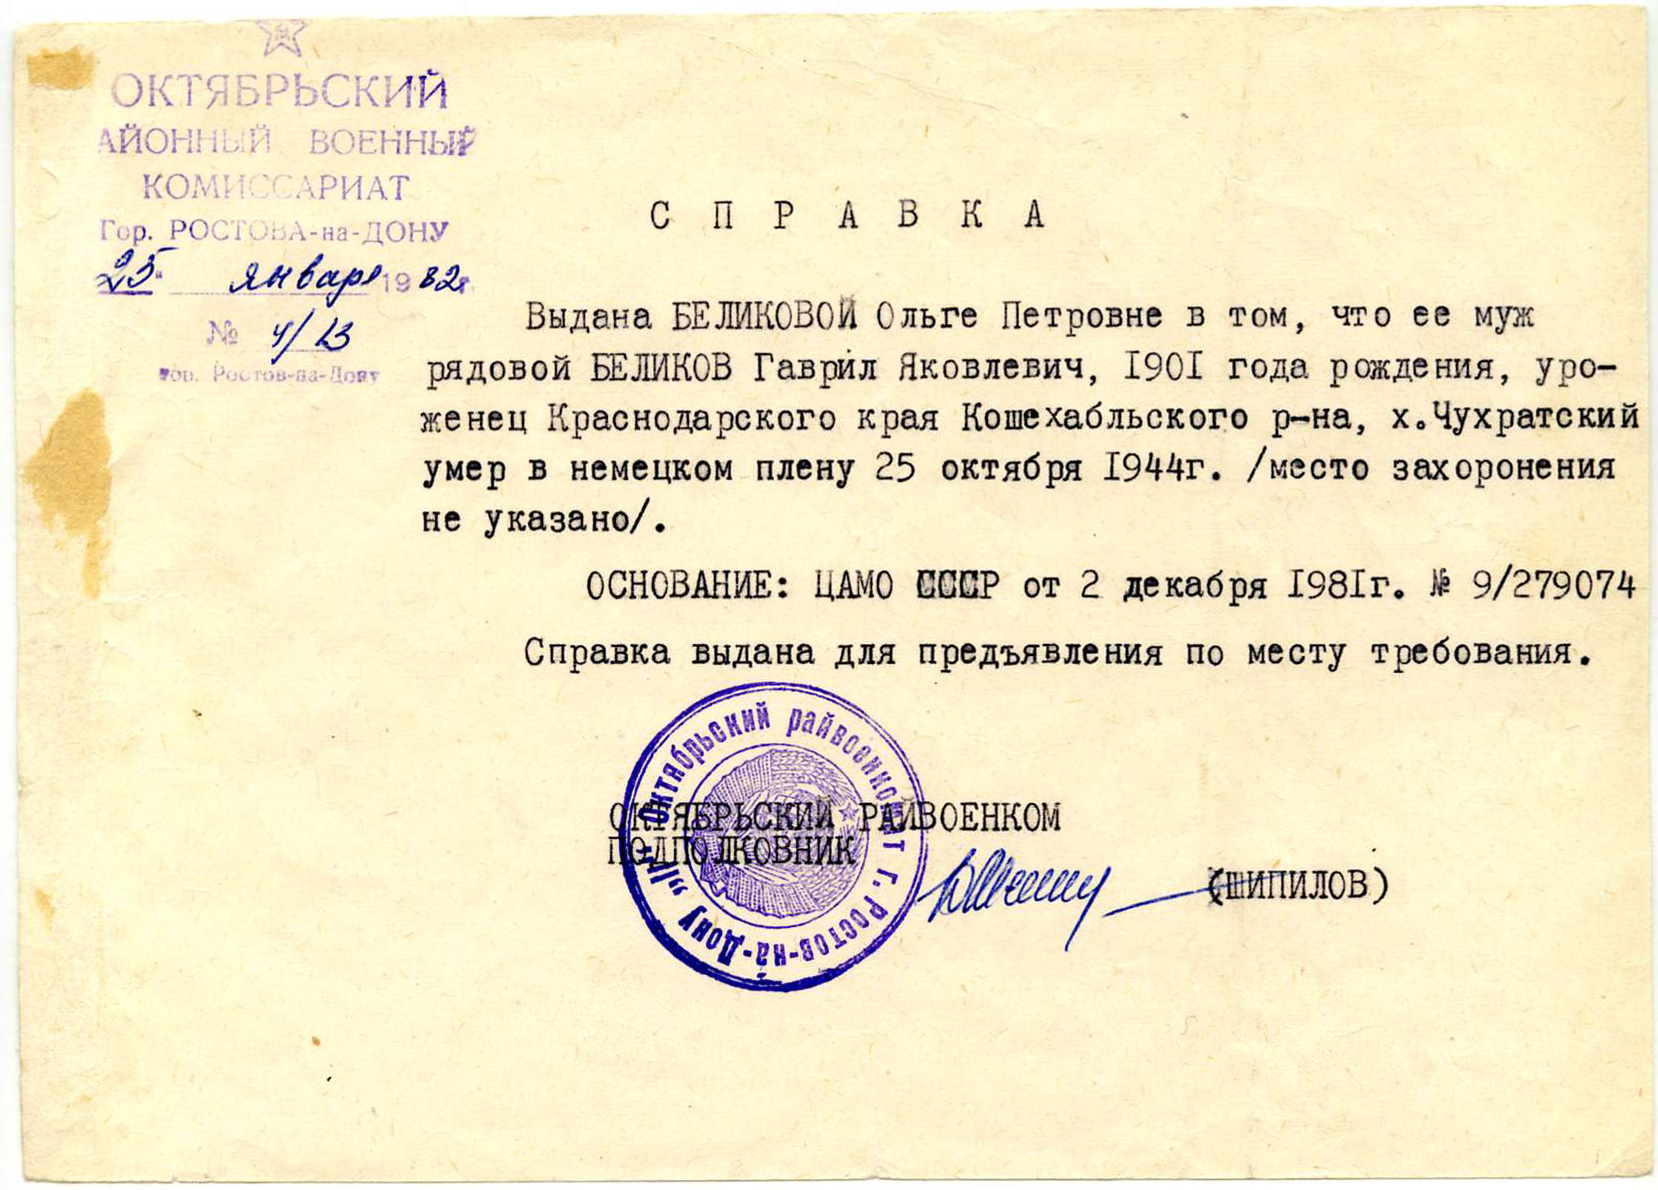 ОКТЯБРЬСКИЙ
АЙОННЫЙ ВОЕННЫЙ
КОМИССАРИАТ
Гор. РОСТОВА-на-ДОНУ
25 января 1982 г.
№ 4/13
гор. Ростов-на-Дону
СПРАВКА
Выдана БЕЛИКОВОЙ Ольге Петровне в том, что ее муж
рядовой БЕЛИКОВ Гаврил Яковлевич, 1901 года рождения, уро-
женец Краснодарского края Кошехабльского р-на, х.Чухратский
умер в немецком плену 25 октября 1944г. /место захоронения
не указано/.
ОСНОВАНИЕ: ЦАМО СССР от 2 декабря 1981г. № 9/279074
Справка выдана для предъявления по месту требования.
Октябрьский райвоенкомат г. Ростов-на-Дону
ОКТЯБРЬСКИЙ РАЙВОЕНКОМ
ПОДПОЛКОВНИК
(ШИПИЛОВ)